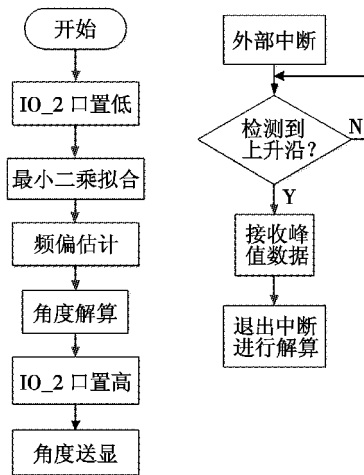 开始
IO_2 口置低
最小二乘拟合
频偏估计
角度解算
IO_2 口置高
角度送显
外部中断
检测到
上升沿?
N
Y
接收峰
值数据
退出中断
进行解算